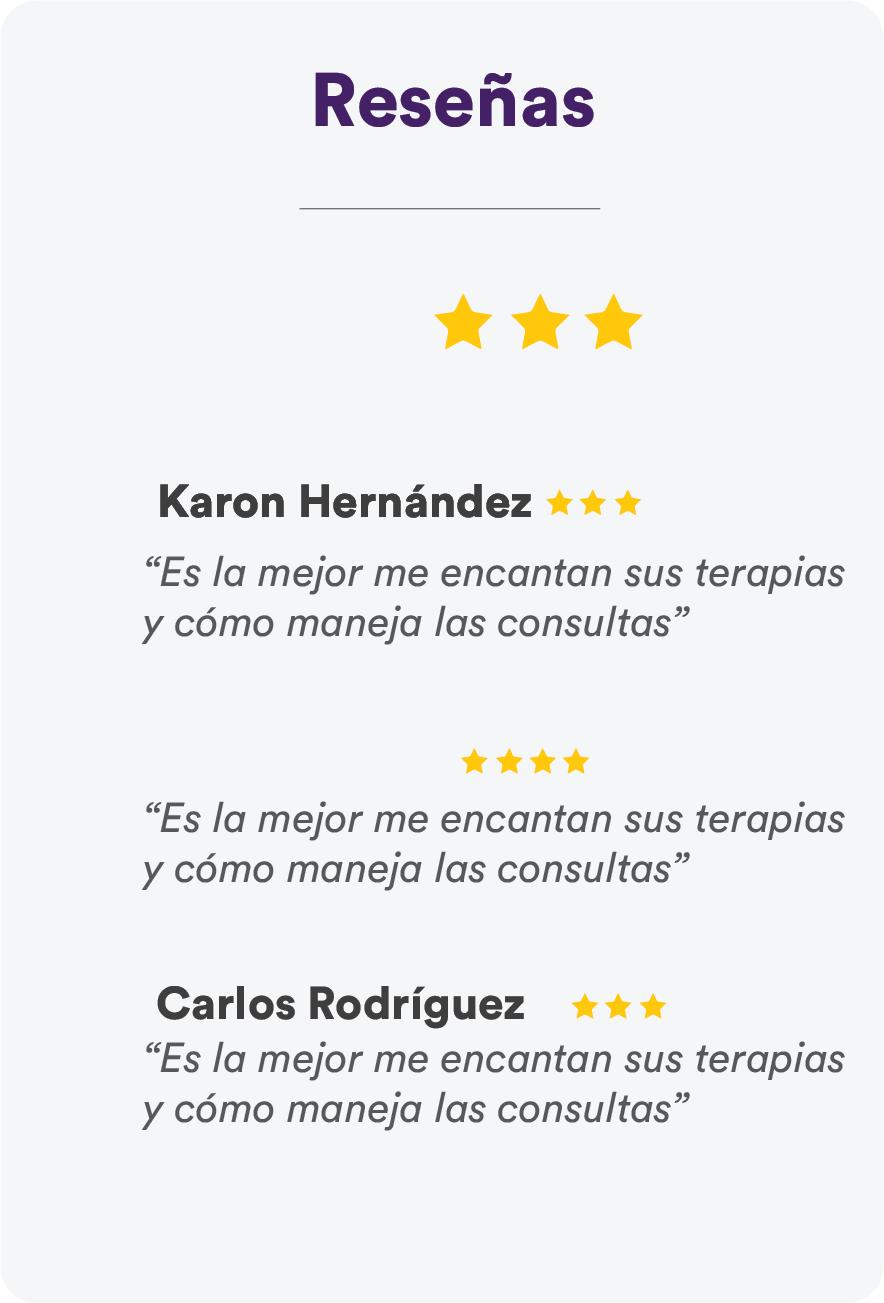 Reseñas
Karon Hernández
“Es la mejor me encantan sus terapias
y cómo maneja las consultas”
“Es la mejor me encantan sus terapias
y cómo maneja las consultas”
Carlos Rodríguez
“Es la mejor me encantan sus terapias
y cómo maneja las consultas”